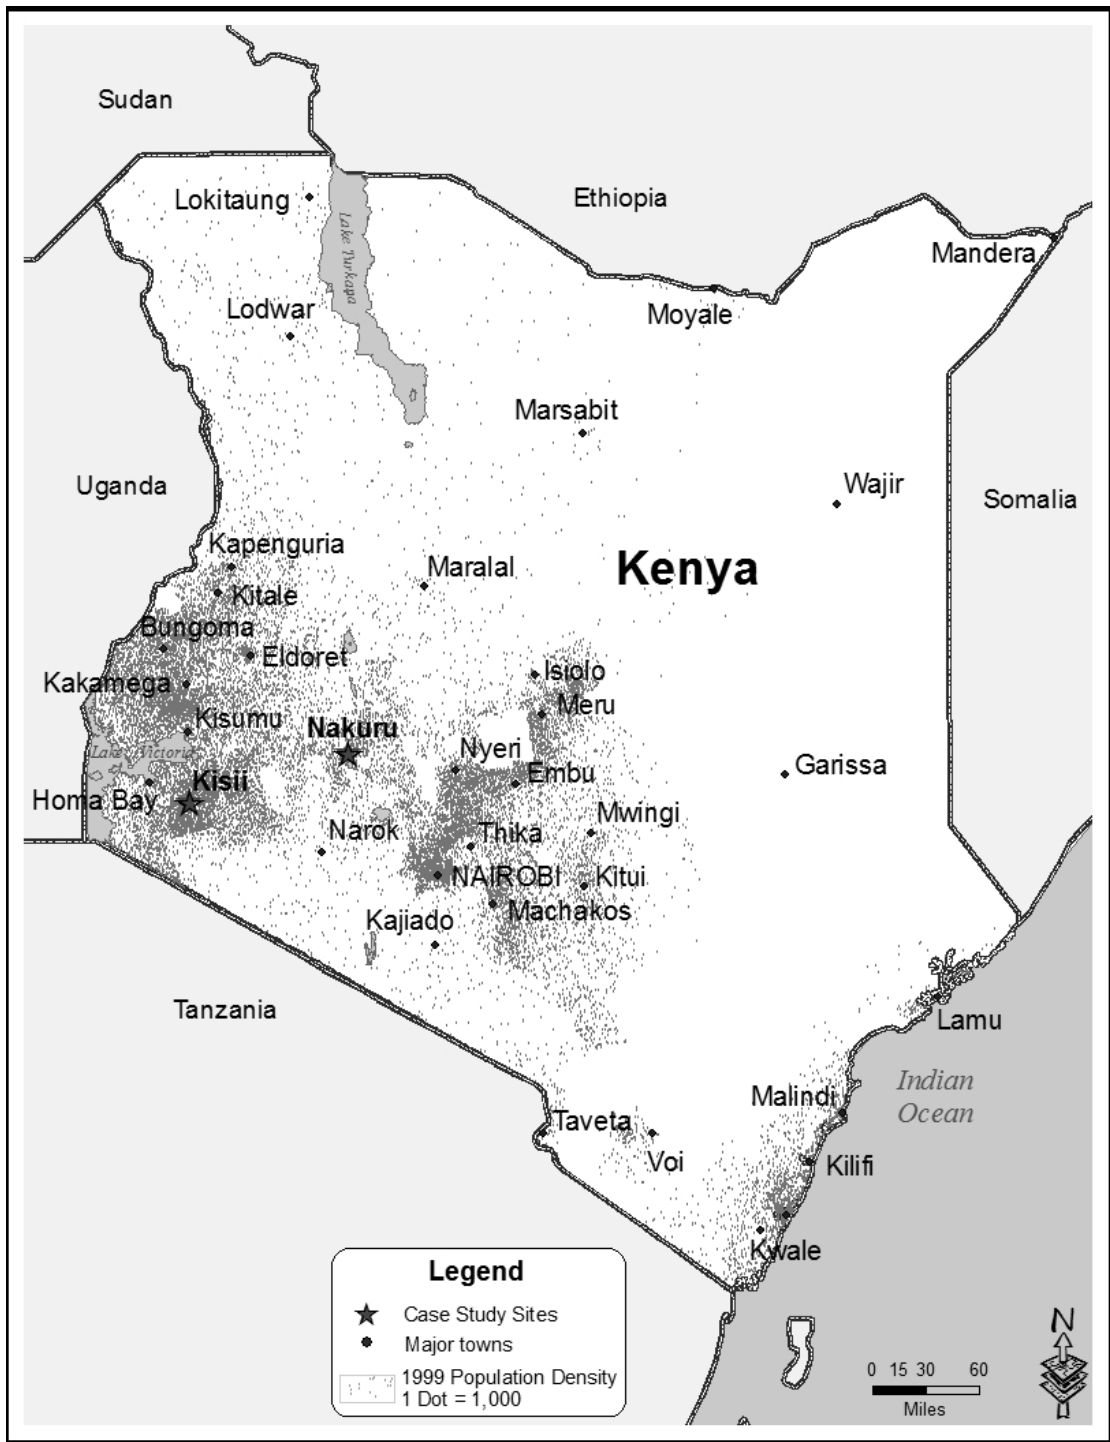 Sudan
Ethiopia
Lokitaung
Lake Turkana
Mandera
Lodwar
Moyale
Marsabit
Uganda
Wajir
Somalia
Kapenguria
Maralal
Kenya
Kitale
Bungoma
Eldoret
Isiolo
Kakamega
Meru
Kisumu
Nakuru
Lake Victoria
Nyeri
Garissa
Kisii
Embu
Homa Bay
Mwingi
Narok
Thika
NAIROBI
Kitui
Machakos
Kajiado
Tanzania
Lamu
Indian
Ocean
Malindi
Taveta
Voi
Kilifi
Kwale
Legend
Case Study Sites
Major towns
1999 Population Density
1 Dot = 1,000
N
0 15 30 60
Miles